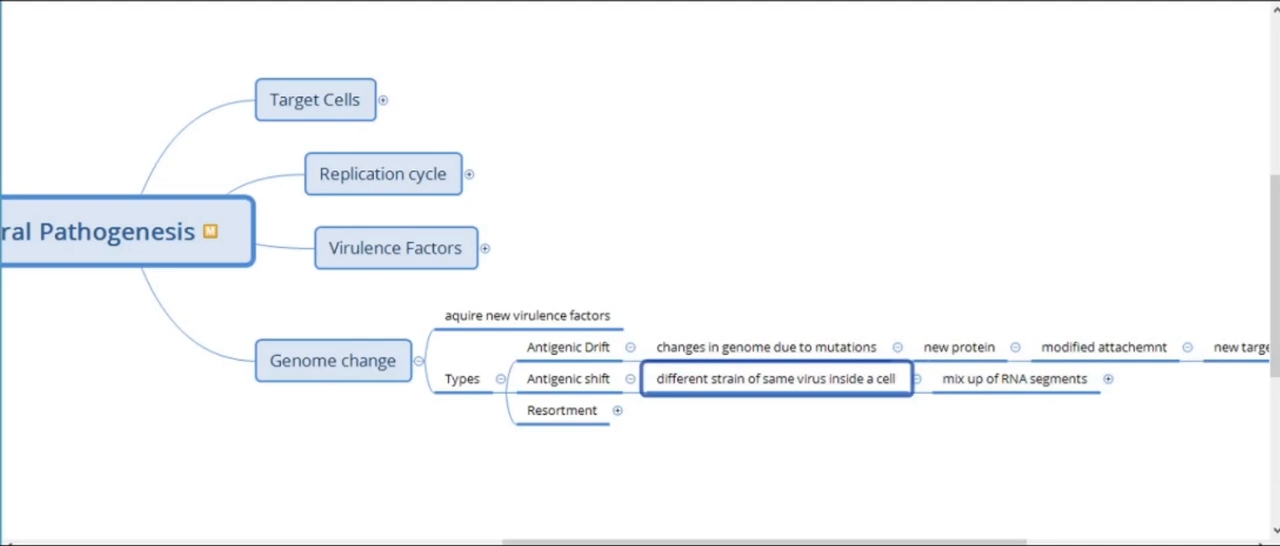 Target Cells
Replication cycle
ral Pathogenesis M
Virulence Factors
aquire new virulence factors
Genome change
Antigenic Drift changes in genome due to mutations new protein modified attachemnt new targe
Types Antigenic shift different strain of same virus inside a cell mix up of RNA segments
Resortment